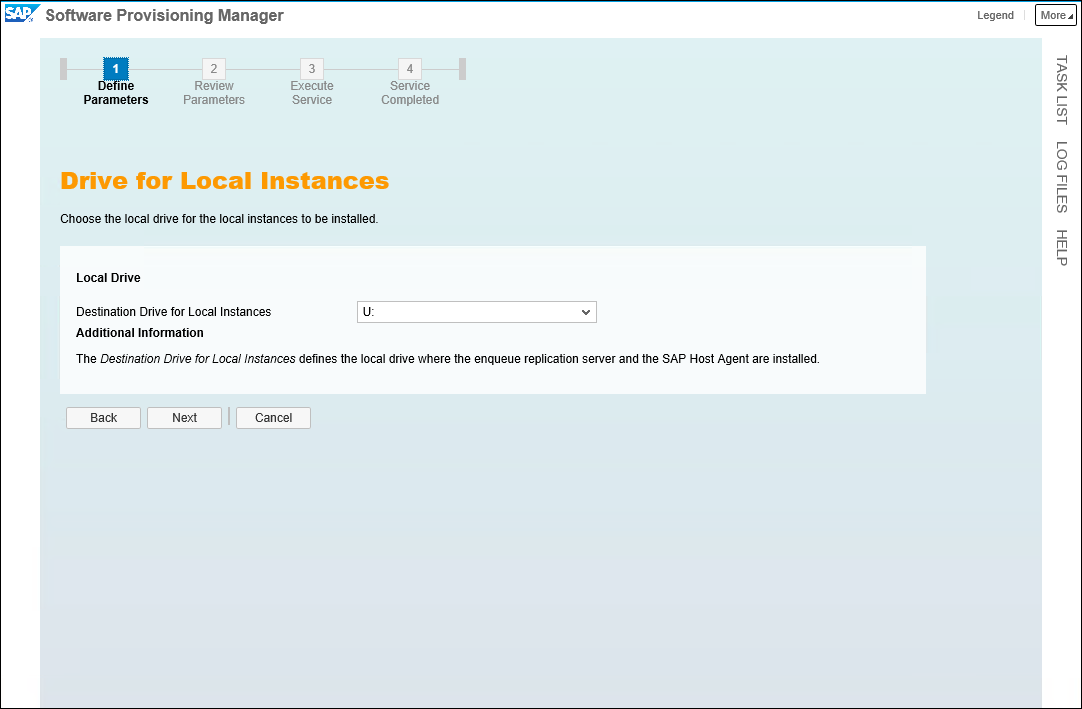 SAP Software Provisioning Manager
Legend
More
1
Define
Parameters
2
Review
Parameters
3
Execute
Service
4
Service
Completed
TASK LIST
LOG FILES
HELP
Drive for Local Instances
Choose the local drive for the local instances to be installed.
Local Drive
Destination Drive for Local Instances U:
Additional Information
The Destination Drive for Local Instances defines the local drive where the enqueue replication server and the SAP Host Agent are installed.
Back Next Cancel